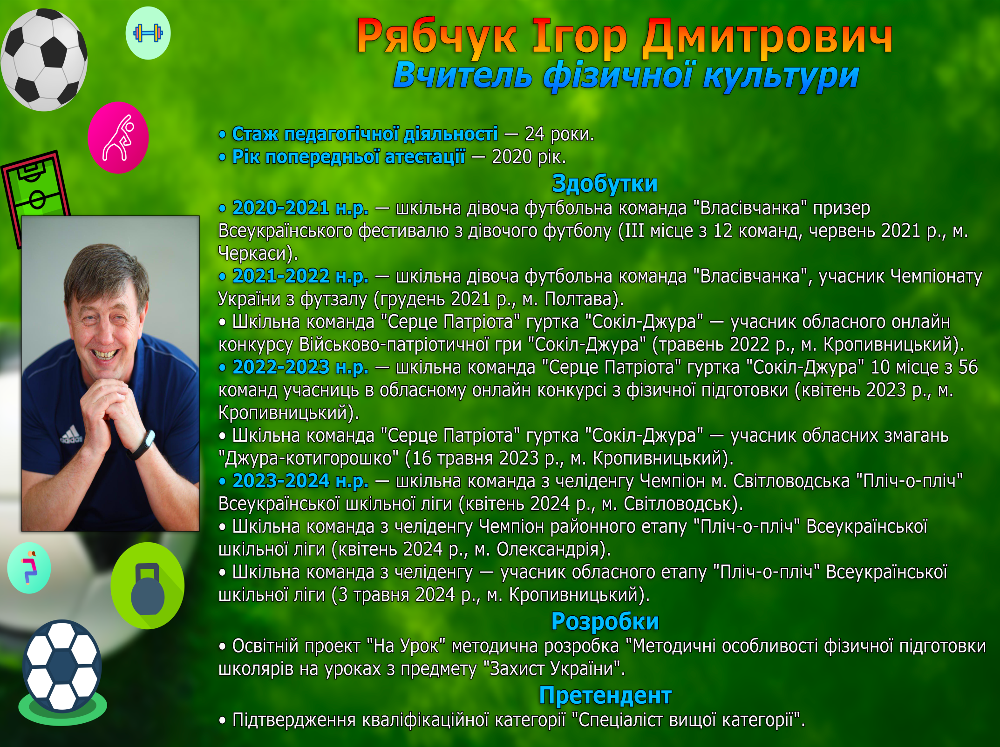 Рябчук Ігор Дмитрович
Вчитель фізичної культури
• Стаж педагогічної діяльності — 24 роки.
• Рік попередньої атестації — 2020 рік.
Здобутки
• 2020-2021 н.р. — шкільна дівоча футбольна команда "Власівчанка" призер
Всеукраїнського фестивалю з дівочого футболу (III місце з 12 команд, червень 2021 р., м.
Черкаси).
• 2021-2022 н.р. — шкільна дівоча футбольна команда "Власівчанка", учасник Чемпіонату
України з футзалу (грудень 2021 р., м. Полтава).
• Шкільна команда "Серце Патріота" гуртка "Сокіл-Джура" — учасник обласного онлайн
конкурсу Військово-патріотичної гри "Сокіл-Джура" (травень 2022 р., м. Кропивницький).
• 2022-2023 н.р. — шкільна команда "Серце Патріота" гуртка "Сокіл-Джура" 10 місце з 56
команд учасниць в обласному онлайн конкурсі з фізичної підготовки (квітень 2023 р., м.
Кропивницький).
• Шкільна команда "Серце Патріота" гуртка "Сокіл-Джура" — учасник обласних змагань
"Джура-котигорошко" (16 травня 2023 р., м. Кропивницький).
• 2023-2024 н.р. — шкільна команда з челіденгу Чемпіон м. Світловодська "Пліч-о-пліч"
Всеукраїнської шкільної ліги (квітень 2024 р., м. Світловодськ).
• Шкільна команда з челіденгу Чемпіон районного етапу "Пліч-о-пліч" Всеукраїнської
шкільної ліги (квітень 2024 р., м. Олександрія).
• Шкільна команда з челіденгу — учасник обласного етапу "Пліч-о-пліч" Всеукраїнської
шкільної ліги (3 травня 2024 р., м. Кропивницький).
adidas
Розробки
• Освітній проект "На Урок" методична розробка "Методичні особливості фізичної підготовки
школярів на уроках з предмету "Захист України".
Претендент
• Підтвердження кваліфікаційної категорії "Спеціаліст вищої категорії".